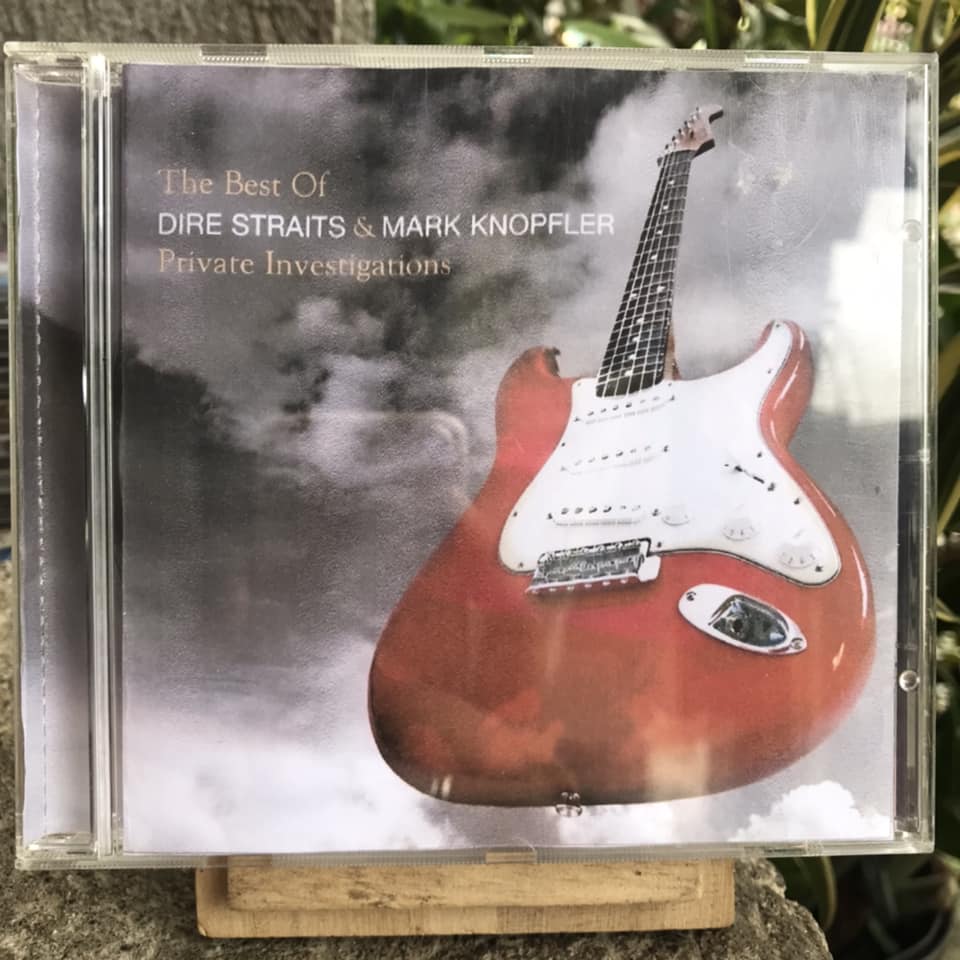 The Best Of
DIRE STRAITS & MARK KNOPFLER
Private Investigations